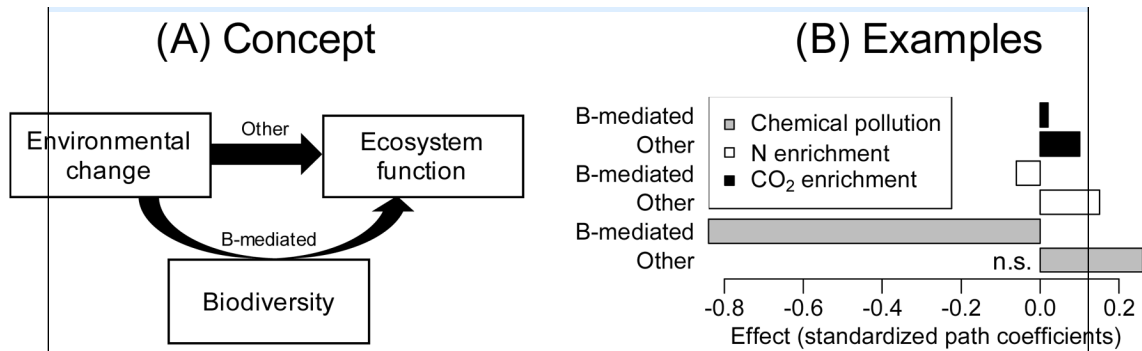 (A) Concept
Environmental
change
Other
Ecosystem
function
B-mediated
Biodiversity
(B) Examples
B-mediated
Other
B-mediated
Other
B-mediated
Other
Chemical pollution
N enrichment
CO₂ enrichment
n.s.
-0.8 -0.6 -0.4 -0.2 0.0 0.2
Effect (standardized path coefficients)